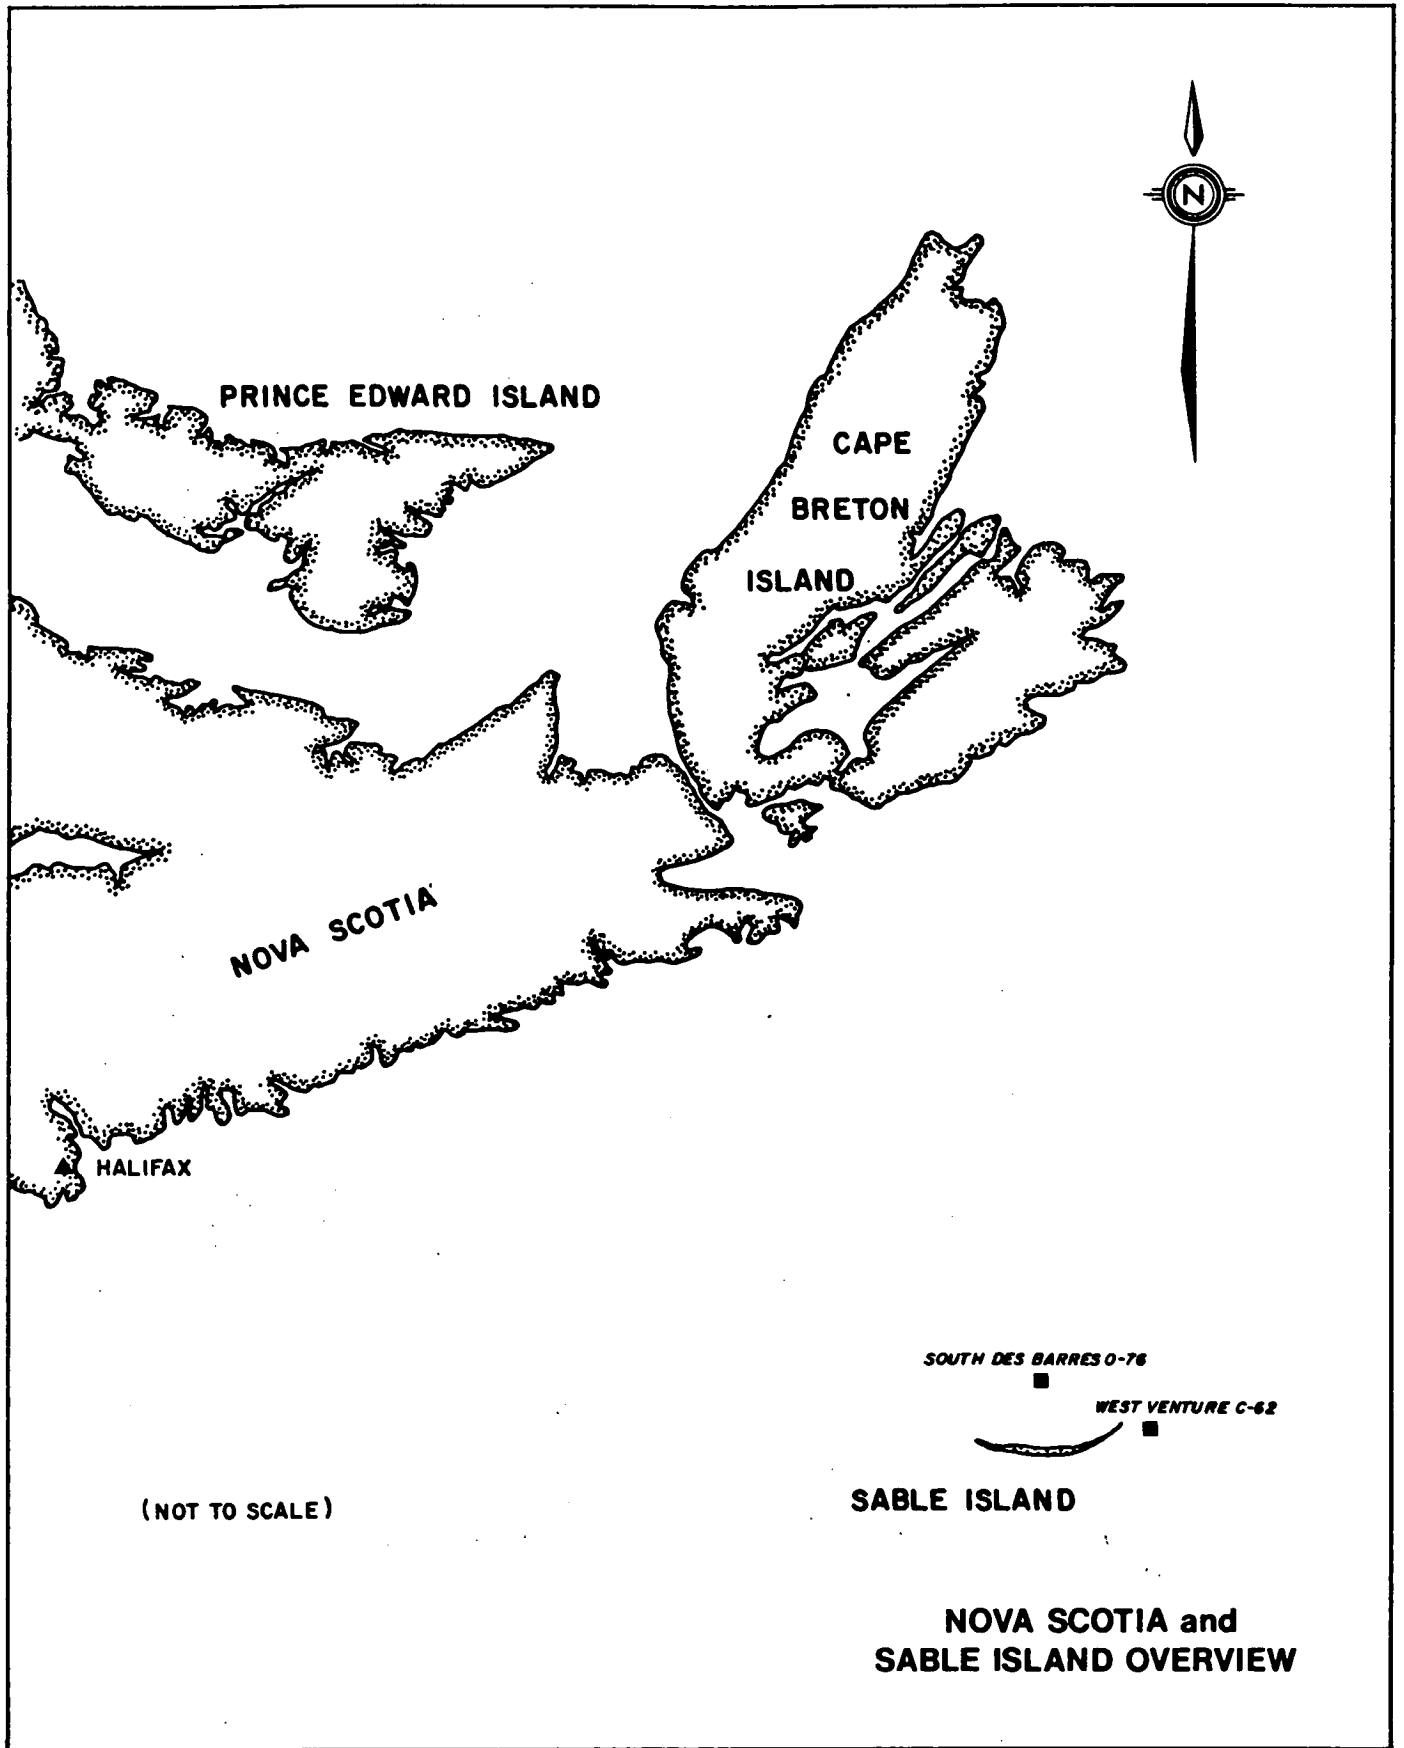 N
PRINCE EDWARD ISLAND
CAPE
BRETON
ISLAND
NOVA SCOTIA
HALIFAX
SOUTH DES BARRES O-76
WEST VENTURE C-62
SABLE ISLAND
(NOT TO SCALE)
NOVA SCOTIA and
SABLE ISLAND OVERVIEW